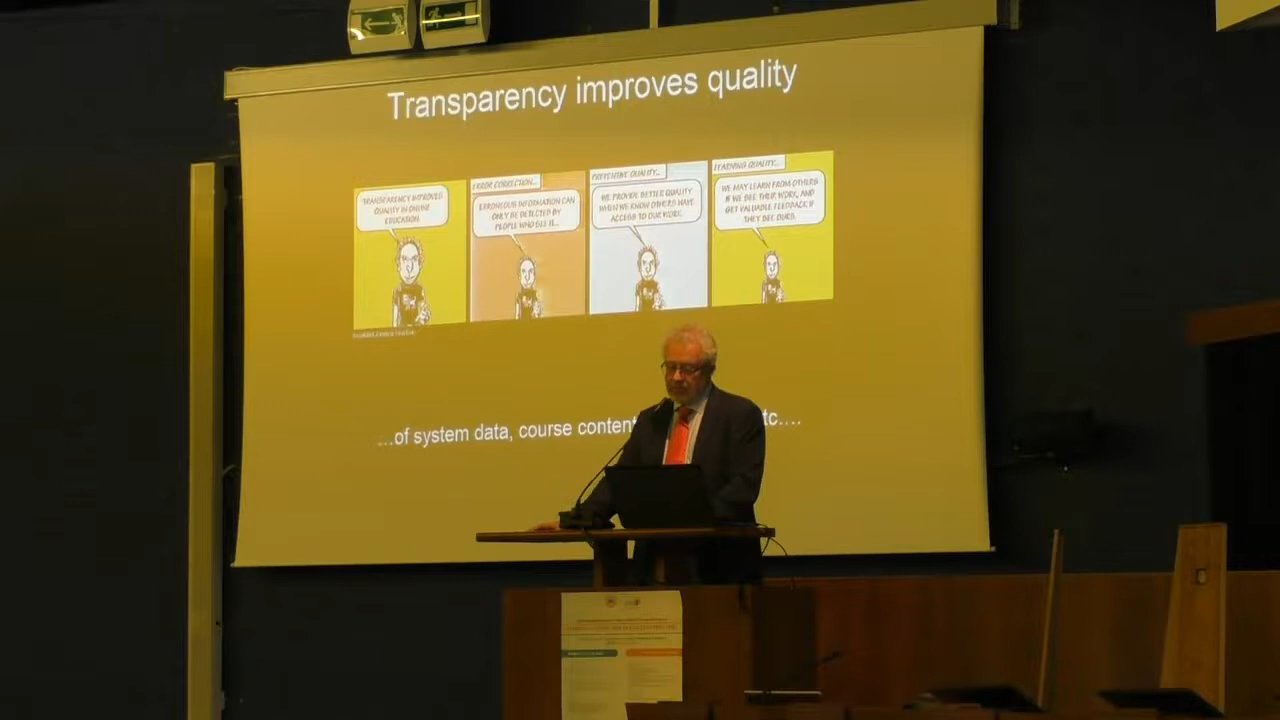 Transparency improves quality
TRANSPARENCY IMPROVES
QUALITY IN ONLINE
EDUCATION.
ERROR CORRECTION...
ERRONEOUS INFORMATION CAN
ONLY BE DETECTED BY
PEOPLE WHO SEE IT...
PREVENTIVE QUALITY...
WE PROVIDE BETTER QUALITY
WHEN WE KNOW OTHERS HAVE
ACCESS TO OUR WORK.
LEARNING QUALITY...
WE MAY LEARN FROM OTHERS
IF WE SEE THEIR WORK, AND
GET VALUABLE FEEDBACK IF
THEY SEE OURS.
...of system data, course content
tc....